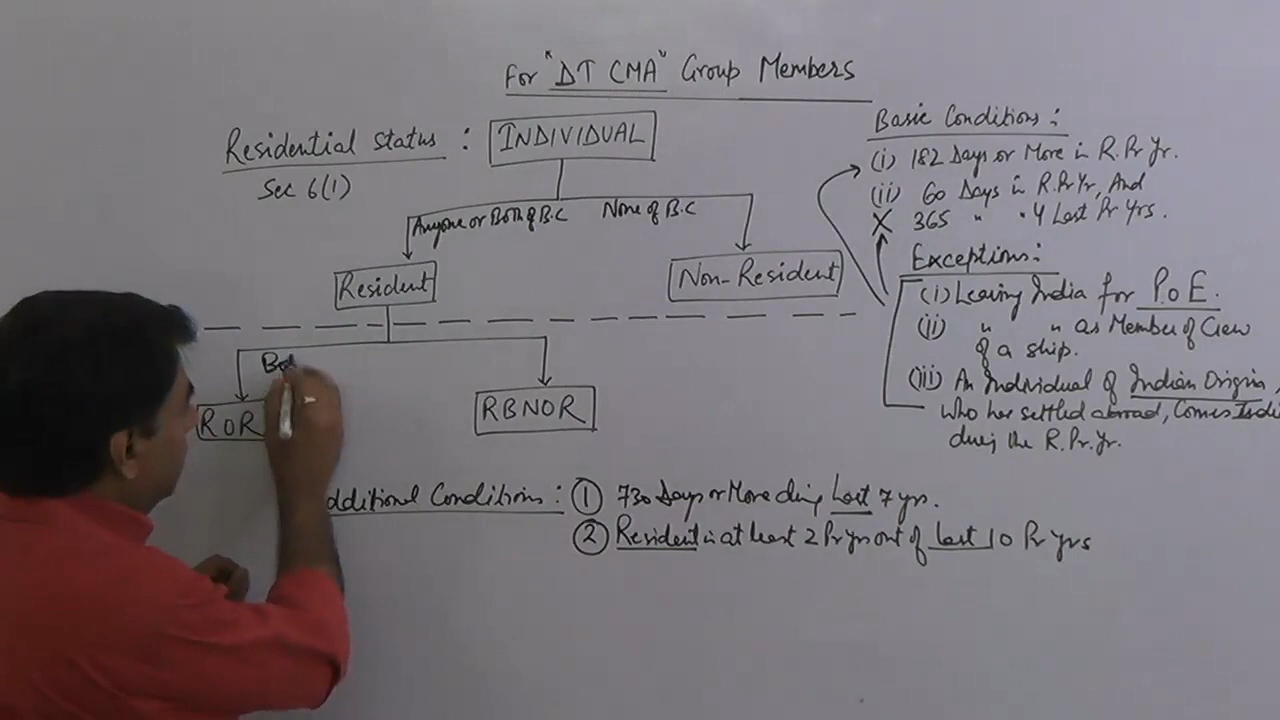 For "DT CMA" Group Members
Residential Status :
Sec 6(1)
INDIVIDUAL
Anyone or Both of B.C
None of B.C
Resident
Non-Resident
ROR
RBNOR
Basic Conditions :
(i) 182 Days or More in R.Pr Yr.
(ii) 60 Days in R.Pr Yr, And
X 365 " " 4 Last Pr Yrs.
Exceptions :
(i) Leaving India for P.o E.
(ii) " " as Member of Crew
of a ship.
(iii) An Individual of Indian Origin,
Who has settled abroad, Comes
during the R.Pr.Yr.
dditional Conditions : ① 730 Days or More during Last 7 yrs.
② Resident in at least 2 Pr yrs out of last 10 Pr yrs